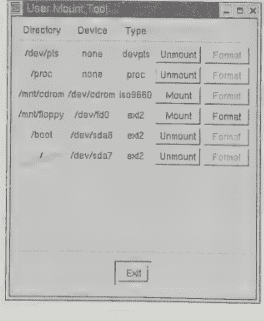 User Mount Tool
Directory Device Type
/dev/pts none devpts Unmount Format
/proc none proc Unmount Format
/mnt/cdrom /dev/cdrom iso9660 Mount Format
/mnt/floppy /dev/fd0 ext2 Mount Format
/boot /dev/sda8 ext2 Unmount Format
/ /dev/sda7 ext2 Unmount Format
Exit